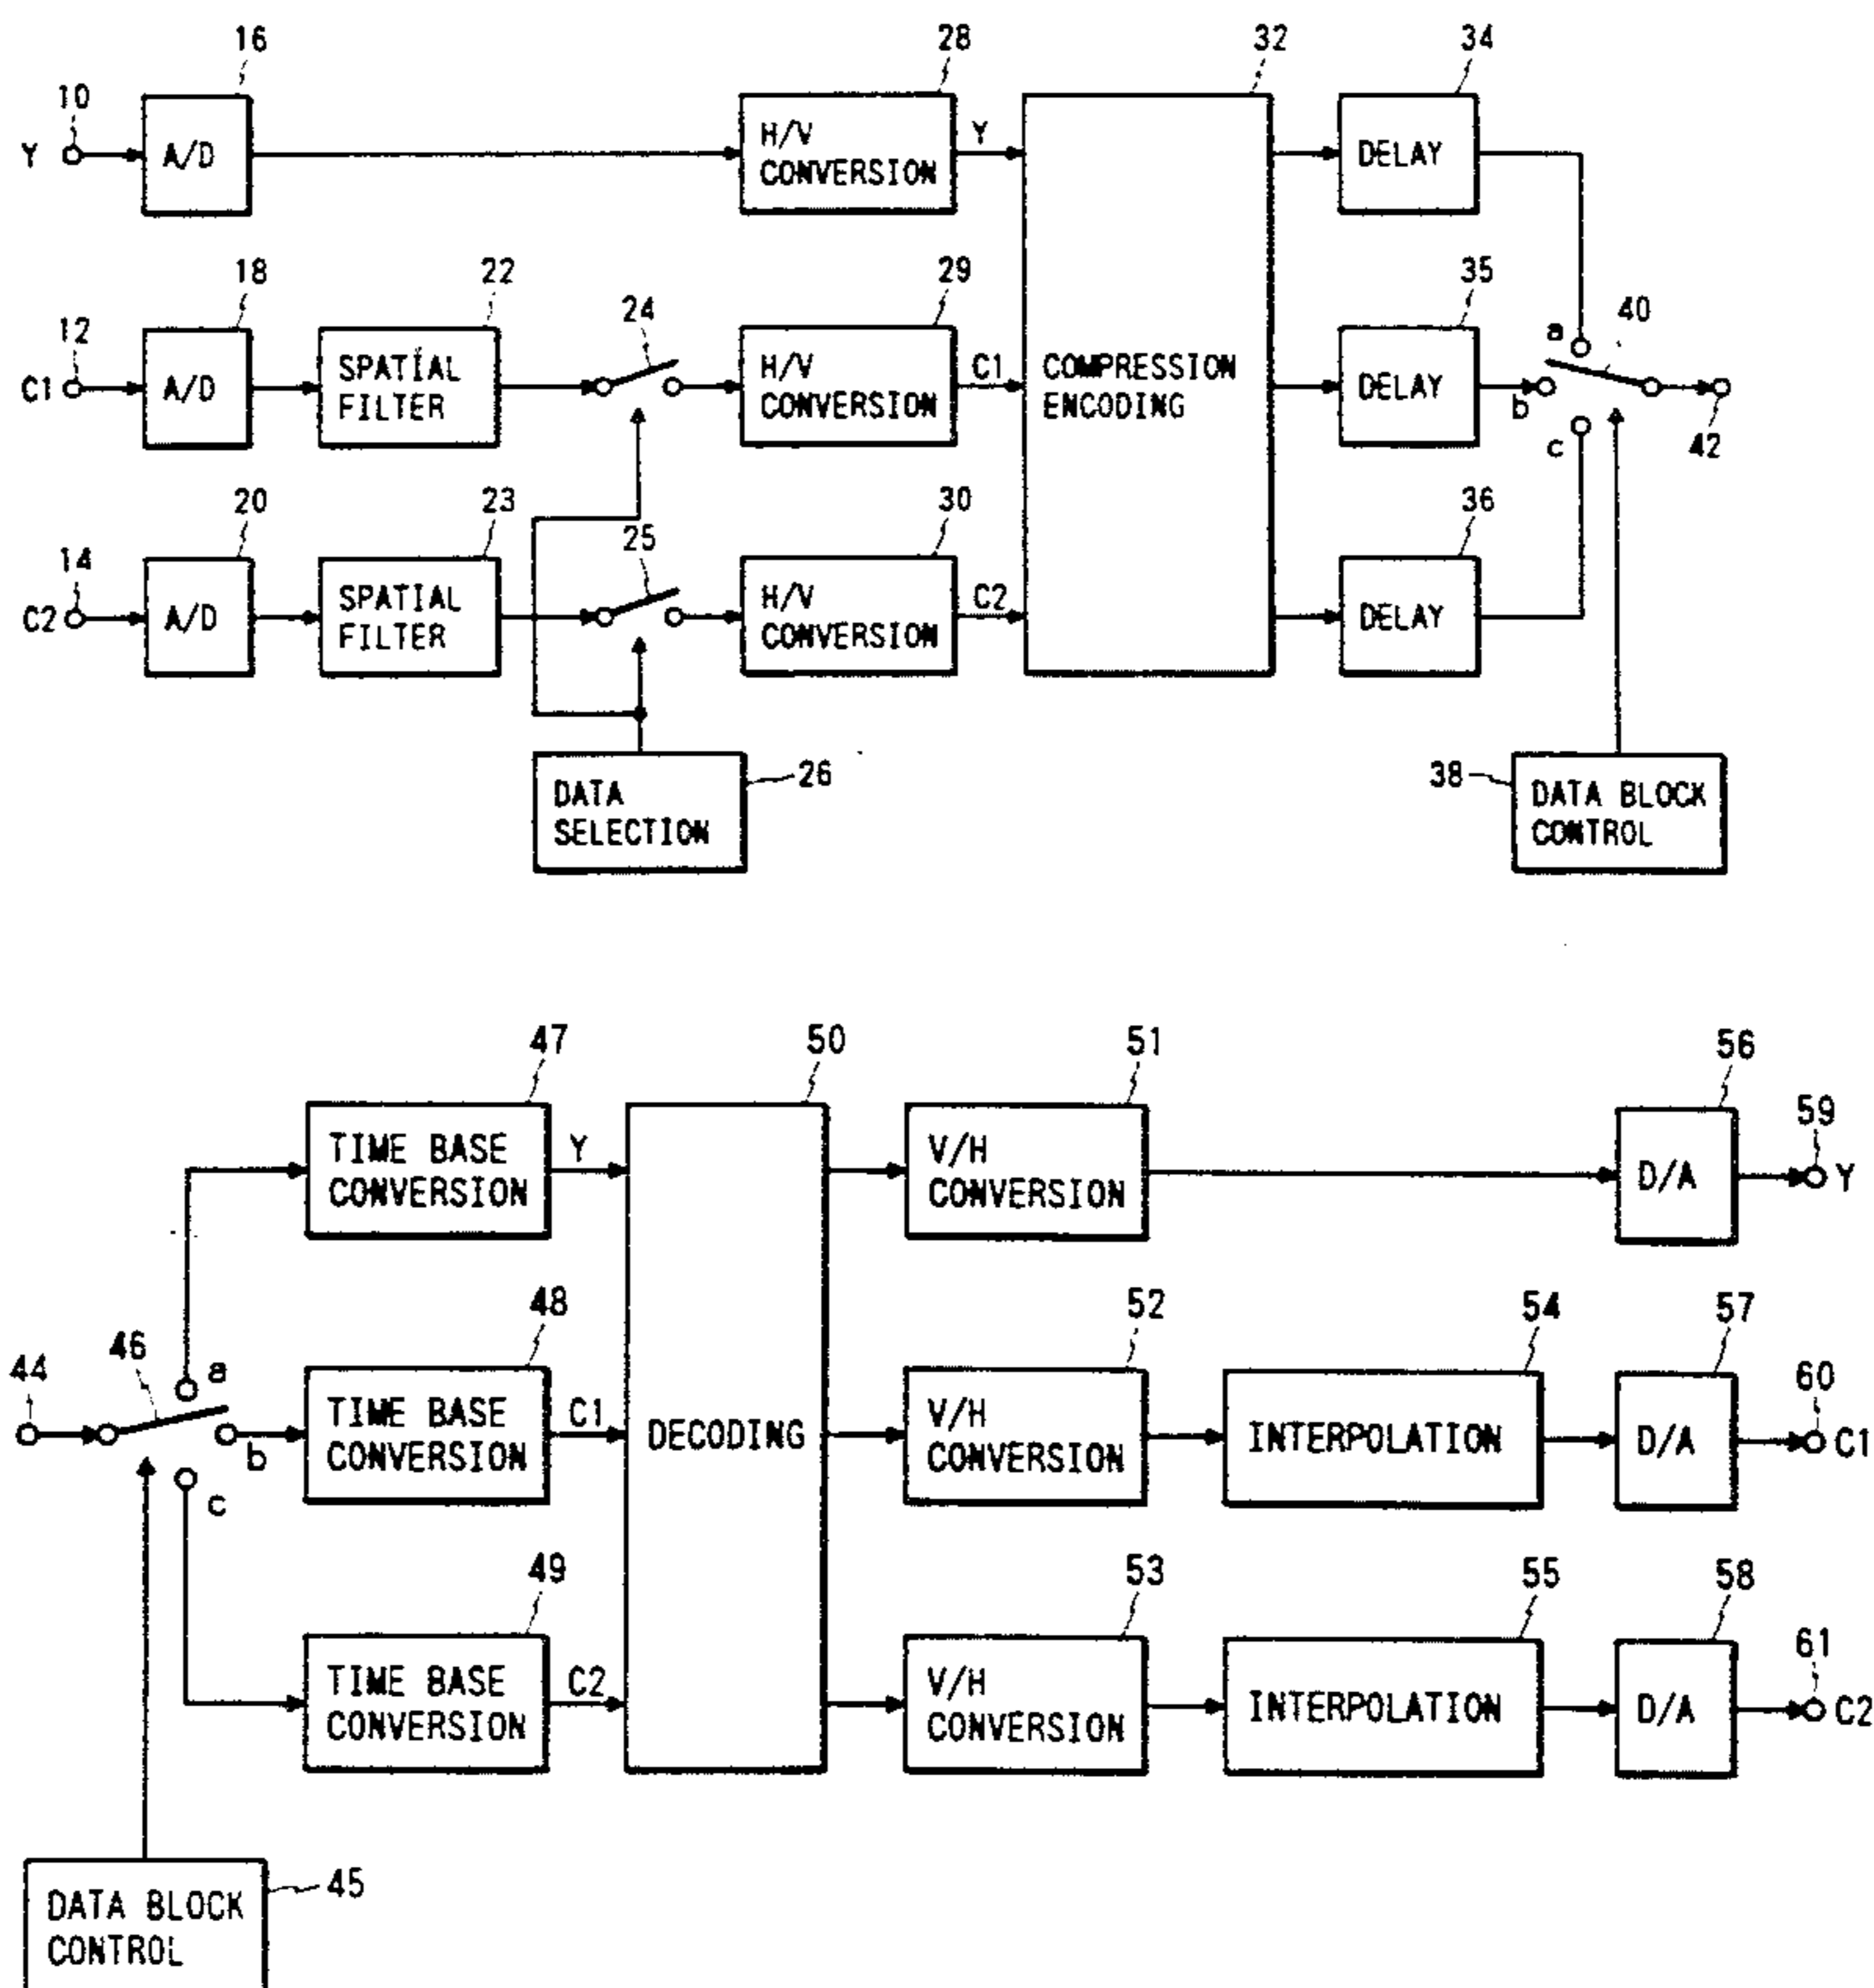 16
28
32
34
10
Y
A/D
H/V
CONVERSION
Y
DELAY
18
22
24
29
35
40
12
C1
A/D
SPATIAL
FILTER
H/V
CONVERSION
C1
COMPRESSION
ENCODING
DELAY
a
b
c
42
20
23
25
30
36
14
C2
A/D
SPATIAL
FILTER
H/V
CONVERSION
C2
DELAY
DATA
SELECTION
26
38
DATA BLOCK
CONTROL
47
50
51
56
59
TIME BASE
CONVERSION
Y
V/H
CONVERSION
D/A
Y
48
52
54
57
60
44
46
a
b
c
TIME BASE
CONVERSION
C1
DECODING
V/H
CONVERSION
INTERPOLATION
D/A
C1
49
53
55
58
61
TIME BASE
CONVERSION
C2
V/H
CONVERSION
INTERPOLATION
D/A
C2
DATA BLOCK
CONTROL
45